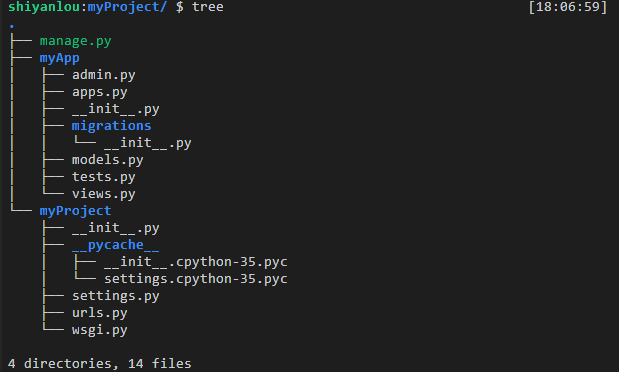 shiyanlou:myProject/ $ tree [18:06:59]
.
├── manage.py
├── myApp
│   ├── admin.py
│   ├── apps.py
│   ├── __init__.py
│   ├── migrations
│   │   └── __init__.py
│   ├── models.py
│   ├── tests.py
│   └── views.py
└── myProject
    ├── __init__.py
    ├── __pycache__
    │   ├── __init__.cpython-35.pyc
    │   └── settings.cpython-35.pyc
    ├── settings.py
    ├── urls.py
    └── wsgi.py
4 directories, 14 files